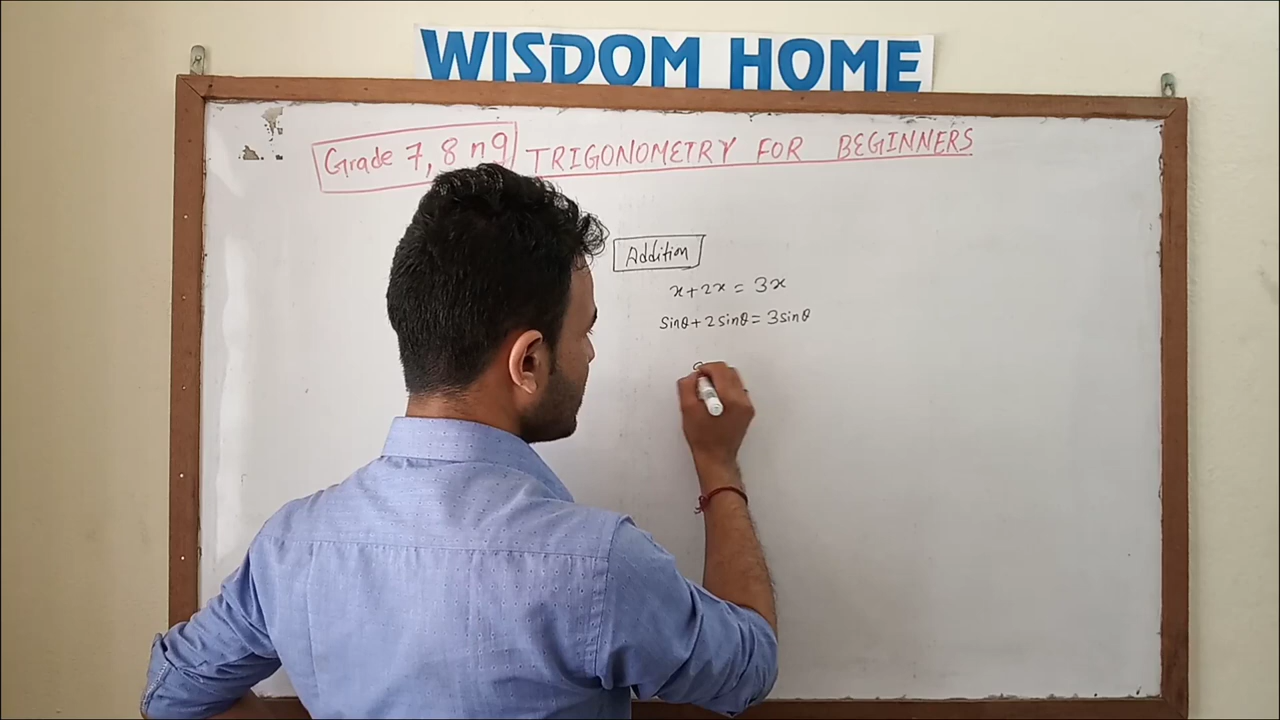 WISDOM HOME
Grade 7, 8 n 9 TRIGONOMETRY FOR BEGINNERS
Addition
x+2x = 3x
sinθ+2sinθ=3sinθ